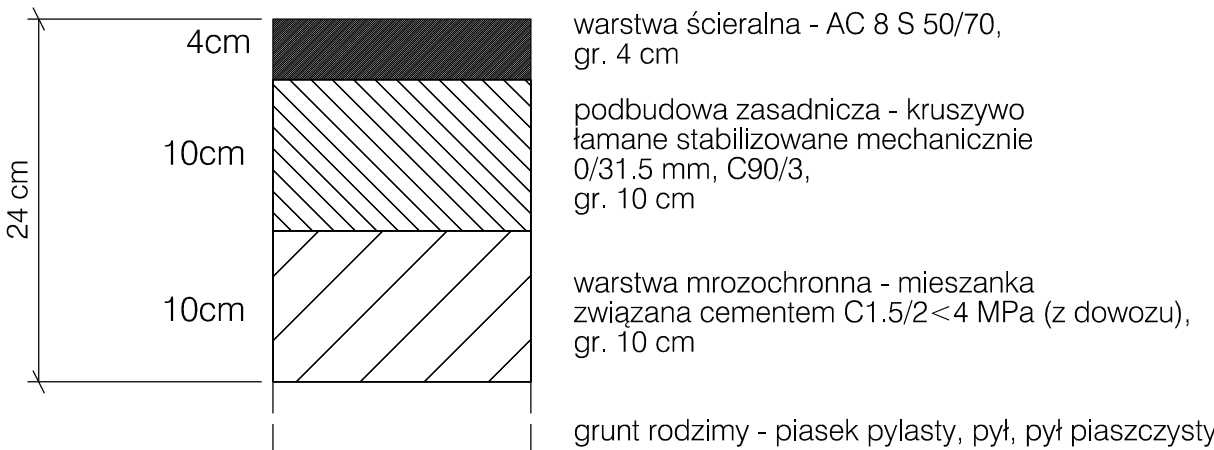 24 cm
4cm
warstwa ścieralna - AC 8 S 50/70,
gr. 4 cm
10cm
podbudowa zasadnicza - kruszywo
łamane stabilizowane mechanicznie
0/31.5 mm, C90/3,
gr. 10 cm
10cm
warstwa mrozochronna - mieszanka
związana cementem C1.5/2<4 MPa (z dowozu),
gr. 10 cm
grunt rodzimy - piasek pylasty, pył, pył piaszczysty